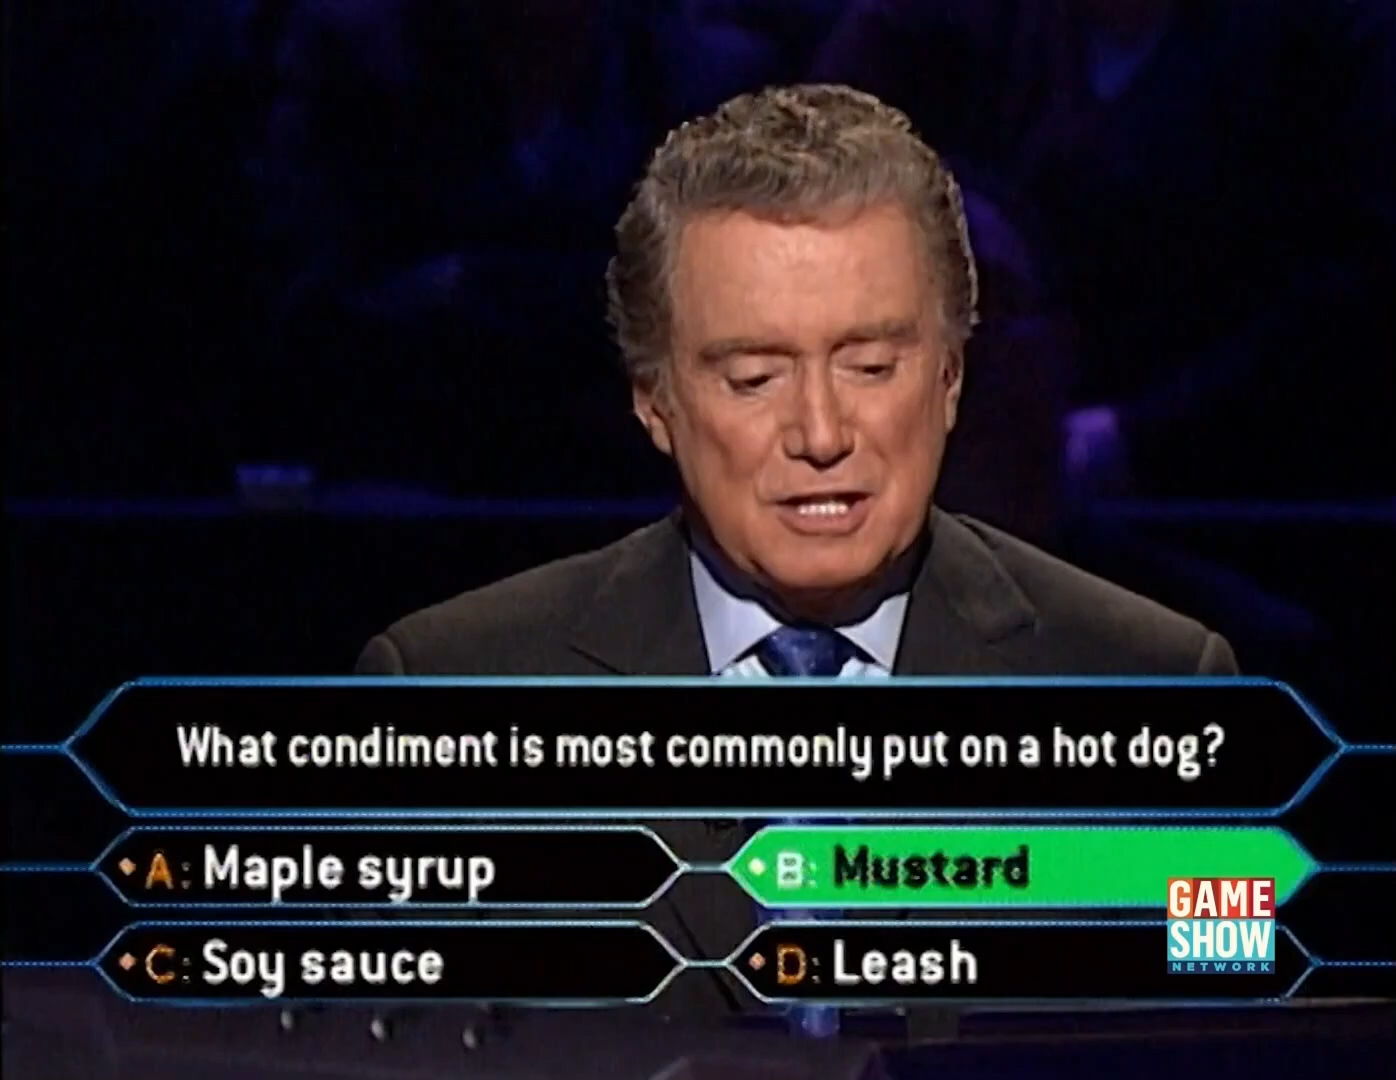 What condiment is most commonly put on a hot dog?
A: Maple syrup
B: Mustard
C: Soy sauce
D: Leash
GAME
SHOW
NETWORK